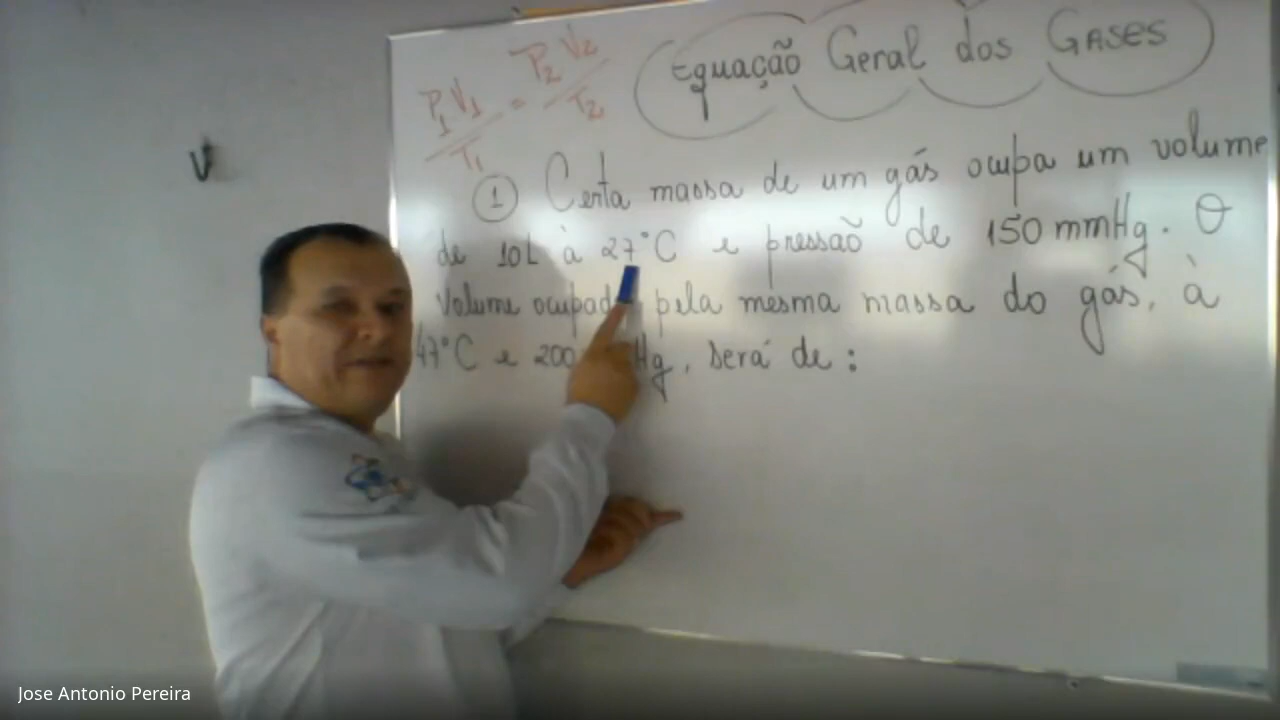 P1V1/T1 = P2V2/T2
Equação Geral dos GASES
1 Certa massa de um gás ocupa um volume
de 10L à 27°C e pressão de 150 mmHg. O
Volume ocupado pela mesma massa do gás, à
47°C e 200 Hg, será de:
V
Jose Antonio Pereira